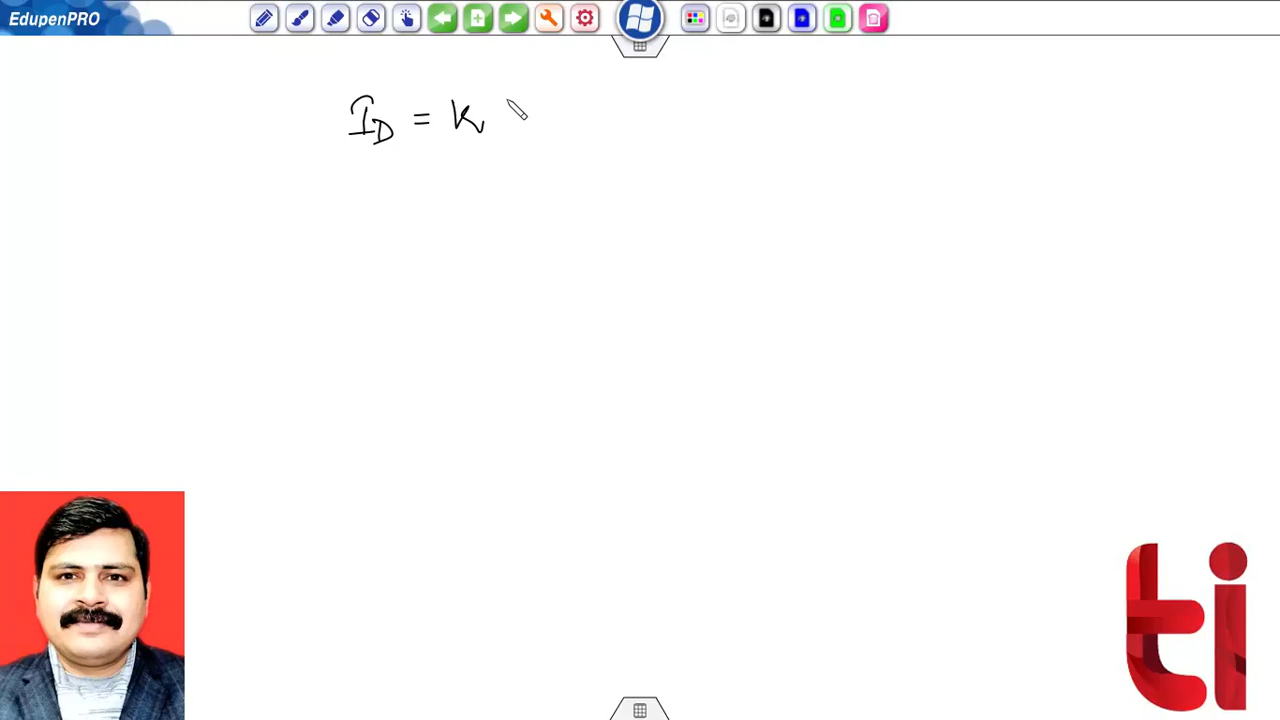 EdupenPRO
I_D = K
ti